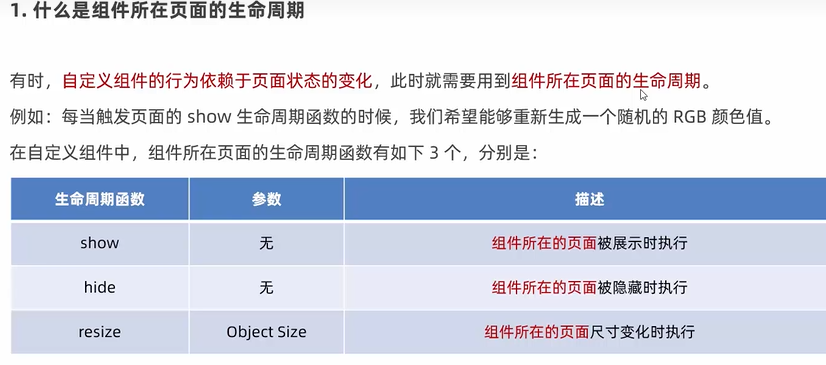 1. 什么是组件所在页面的生命周期
有时，自定义组件的行为依赖于页面状态的变化，此时就需要用到组件所在页面的生命周期。
例如：每当触发页面的 show 生命周期函数的时候，我们希望能够重新生成一个随机的 RGB 颜色值。
在自定义组件中，组件所在页面的生命周期函数有如下 3 个，分别是：
生命周期函数 参数 描述
show 无 组件所在的页面被展示时执行
hide 无 组件所在的页面被隐藏时执行
resize Object Size 组件所在的页面尺寸变化时执行